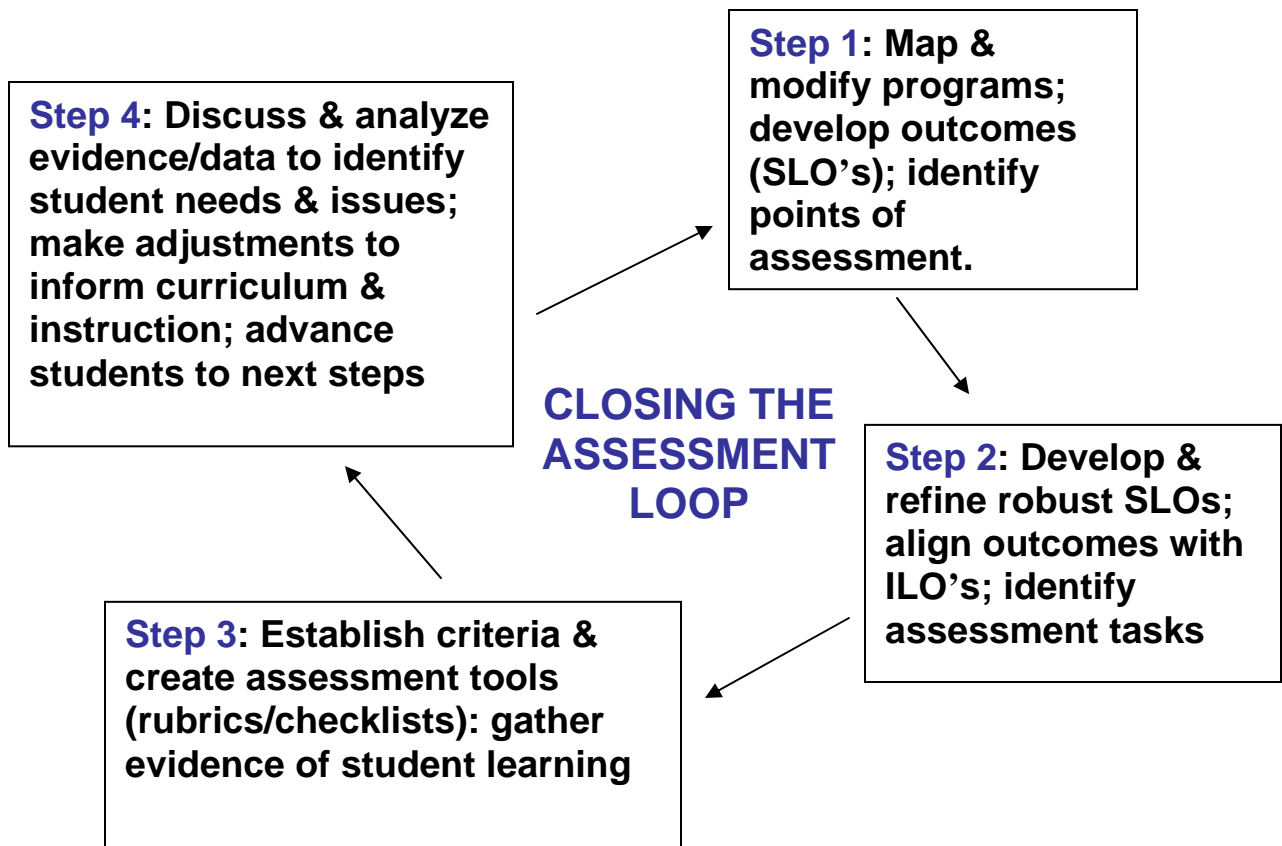 Step 1: Map &
modify programs;
develop outcomes
(SLO’s); identify
points of
assessment.
Step 4: Discuss & analyze
evidence/data to identify
student needs & issues;
make adjustments to
inform curriculum &
instruction; advance
students to next steps
CLOSING THE
ASSESSMENT
LOOP
Step 2: Develop &
refine robust SLOs;
align outcomes with
ILO’s; identify
assessment tasks
Step 3: Establish criteria &
create assessment tools
(rubrics/checklists): gather
evidence of student learning